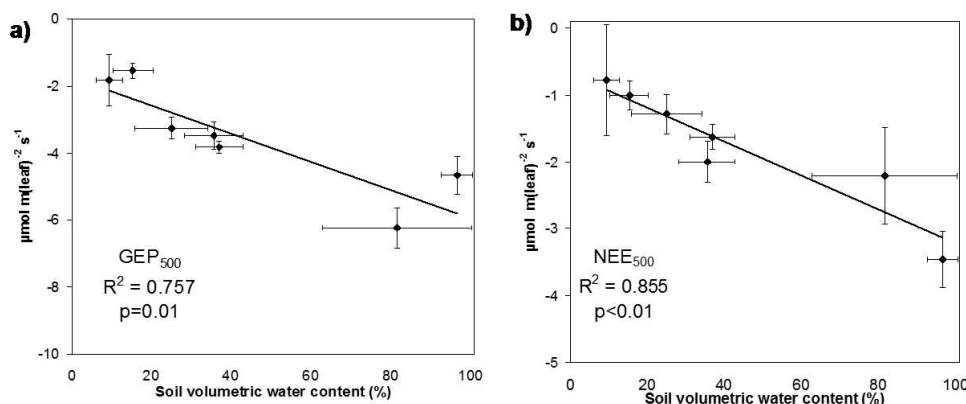 a)
0
-2
-4
-6
-8
-10
µmol m(leaf)⁻² s⁻¹
GEP₅₀₀
R² = 0.757
p=0.01
0 20 40 60 80 100
Soil volumetric water content (%)
b)
0
-1
-2
-3
-4
-5
µmol m(leaf)⁻² s⁻¹
NEE₅₀₀
R² = 0.855
p<0.01
0 20 40 60 80 100
Soil volumetric water content (%)